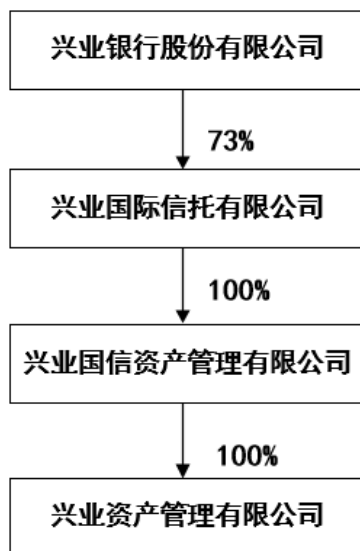 兴业银行股份有限公司
73%
兴业国际信托有限公司
100%
兴业国信资产管理有限公司
100%
兴业资产管理有限公司